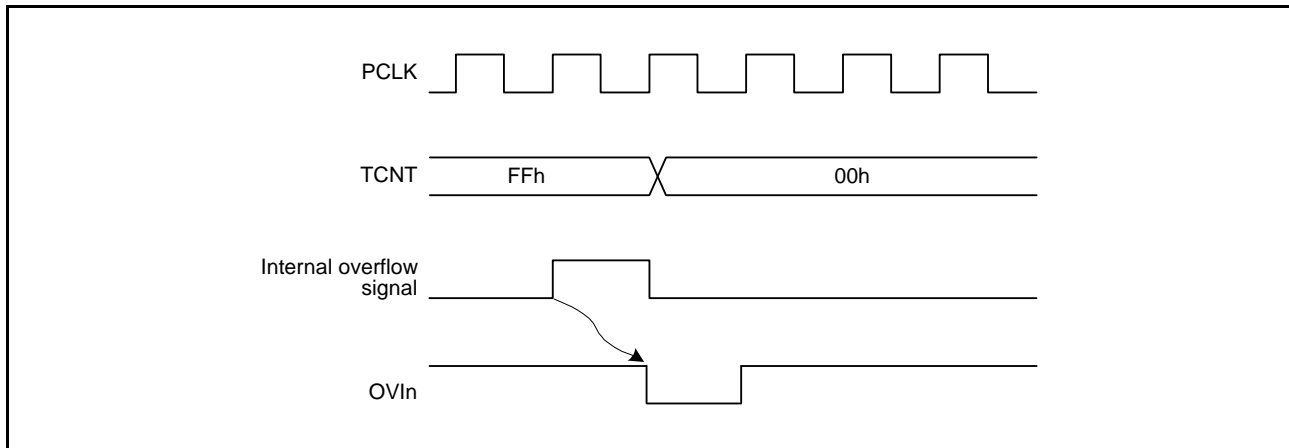 PCLK
TCNT
FFh
00h
Internal overflow
signal
OVIn